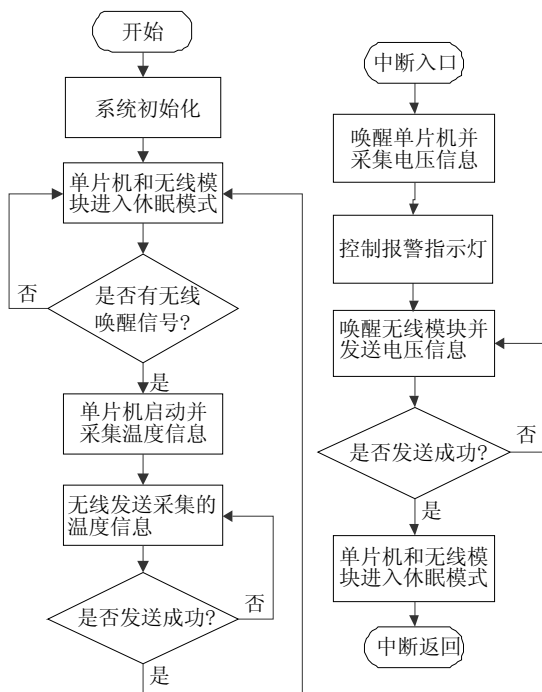 开始
系统初始化
单片机和无线模
块进入休眠模式
否
是否有无线
唤醒信号?
是
单片机启动并
采集温度信息
无线发送采集的
温度信息
是否发送成功?
否
是
中断入口
唤醒单片机并
采集电压信息
控制报警指示灯
唤醒无线模块并
发送电压信息
是否发送成功?
否
是
单片机和无线模
块进入休眠模式
中断返回